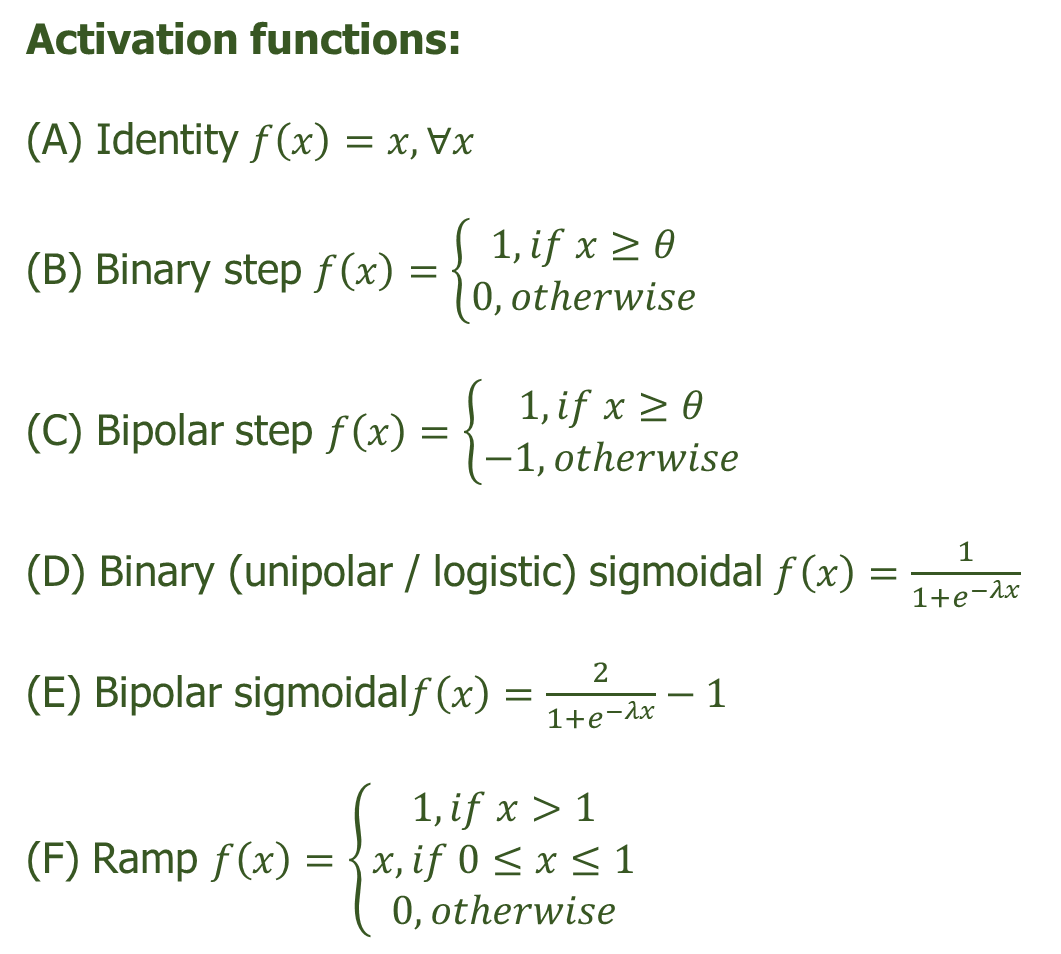 Activation functions:
(A) Identity f(x) = x, ∀x
(B) Binary step f(x) = { 1, if x ≥ θ
0, otherwise
(C) Bipolar step f(x) = { 1, if x ≥ θ
−1, otherwise
(D) Binary (unipolar / logistic) sigmoidal f(x) = 1/(1+e^−λx)
(E) Bipolar sigmoidal f(x) = 2/(1+e^−λx) − 1
(F) Ramp f(x) = { 1, if x > 1
x, if 0 ≤ x ≤ 1
0, otherwise